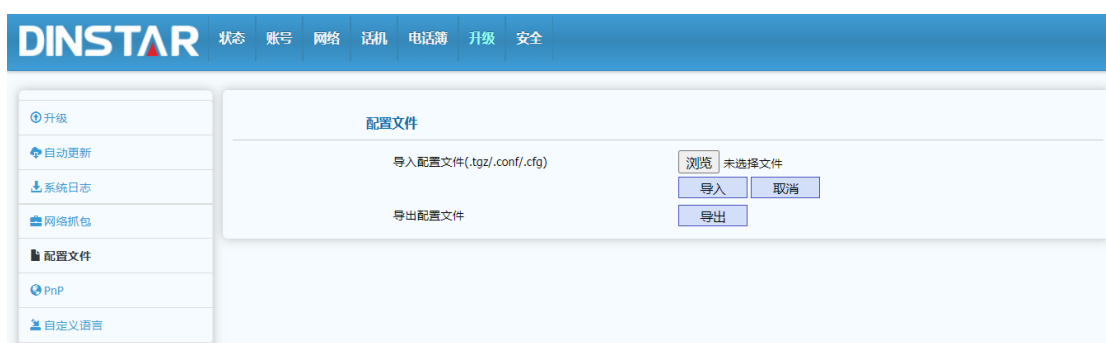 DINSTAR 状态 账号 网络 话机 电话簿 升级 安全
升级
自动更新
系统日志
网络抓包
配置文件
PnP
自定义语言
配置文件
导入配置文件(.tgz/.conf/.cfg) 浏览 未选择文件
导入 取消
导出配置文件 导出